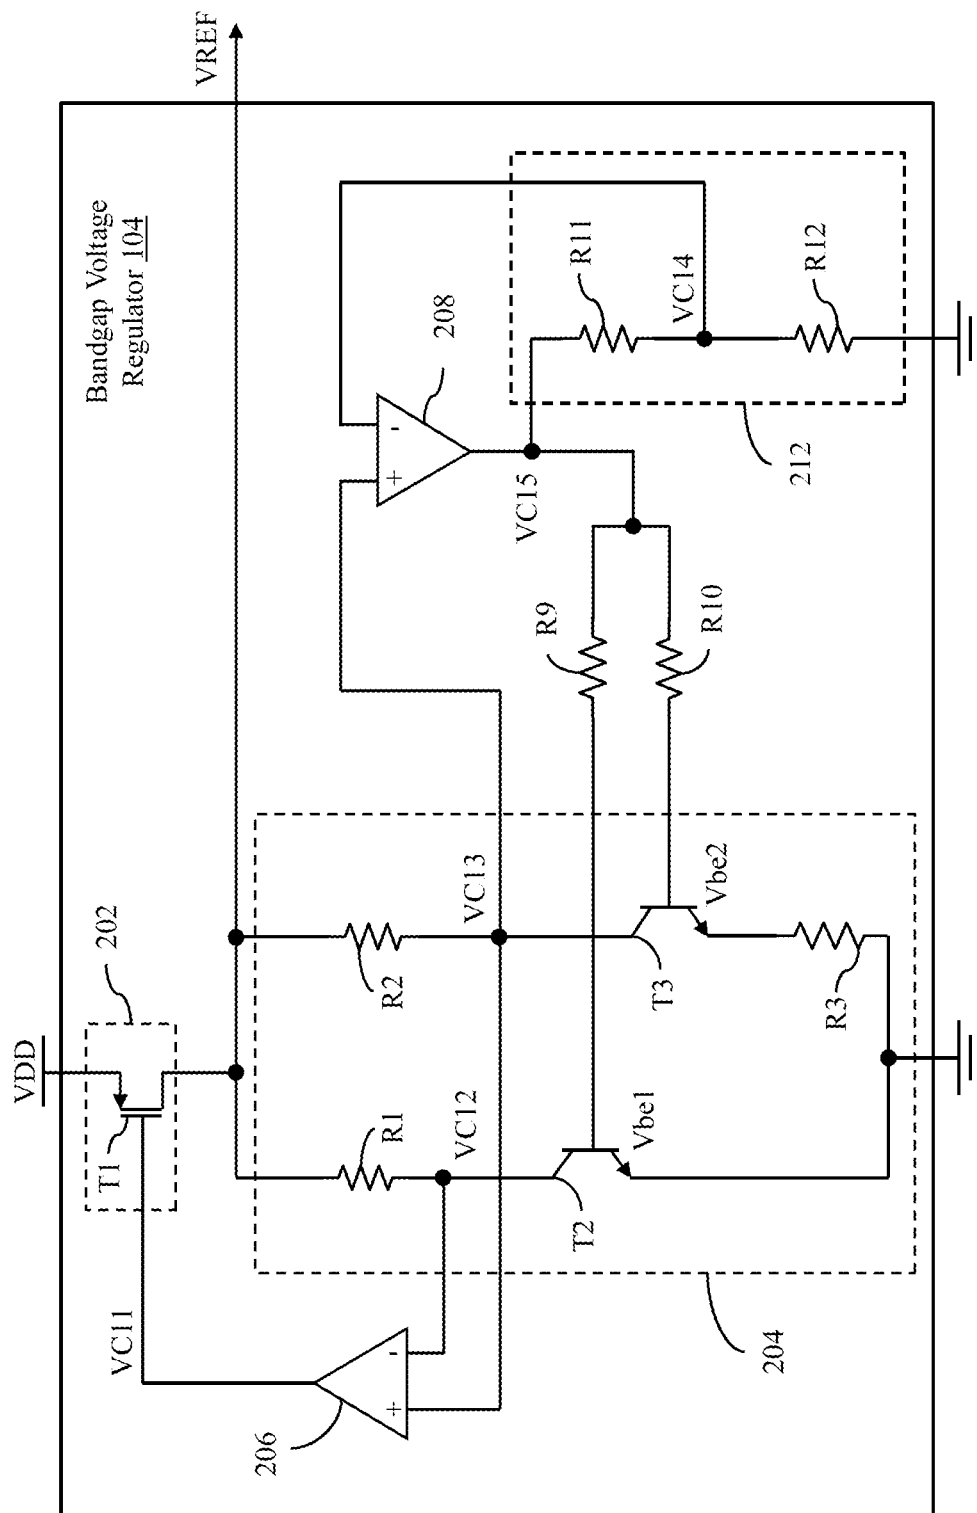 Bandgap Voltage
Regulator 104
VREF
VDD
202
T1
VC11
206
+
-
R1
R2
VC12
VC13
T2
T3
Vbe1
Vbe2
R3
204
R9
R10
+
-
208
VC15
R11
VC14
R12
212